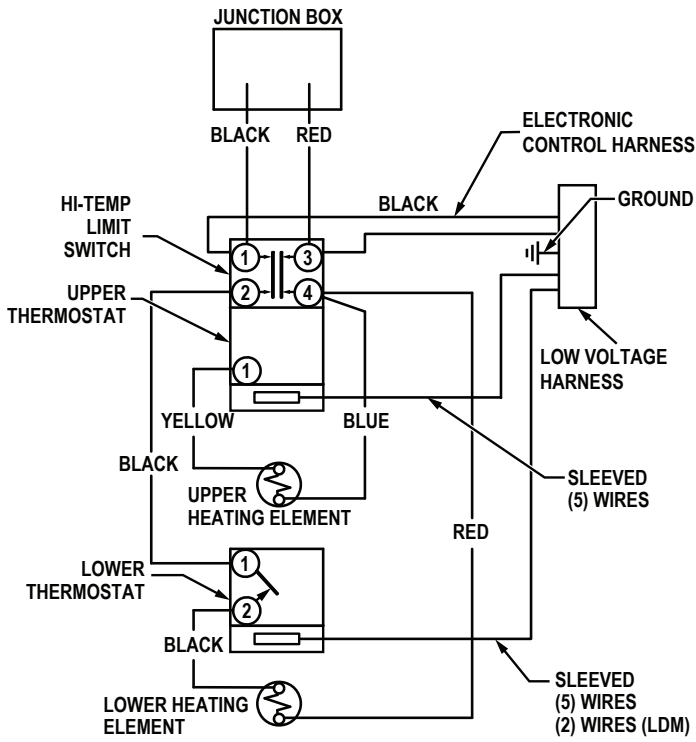 JUNCTION BOX
BLACK
RED
ELECTRONIC
CONTROL HARNESS
BLACK
GROUND
HI-TEMP
LIMIT
SWITCH
1
3
2
4
UPPER
THERMOSTAT
LOW VOLTAGE
HARNESS
1
YELLOW
BLUE
BLACK
SLEEVED
(5) WIRES
UPPER
HEATING ELEMENT
RED
1
LOWER
THERMOSTAT
2
BLACK
SLEEVED
(5) WIRES
(2) WIRES (LDM)
LOWER HEATING
ELEMENT